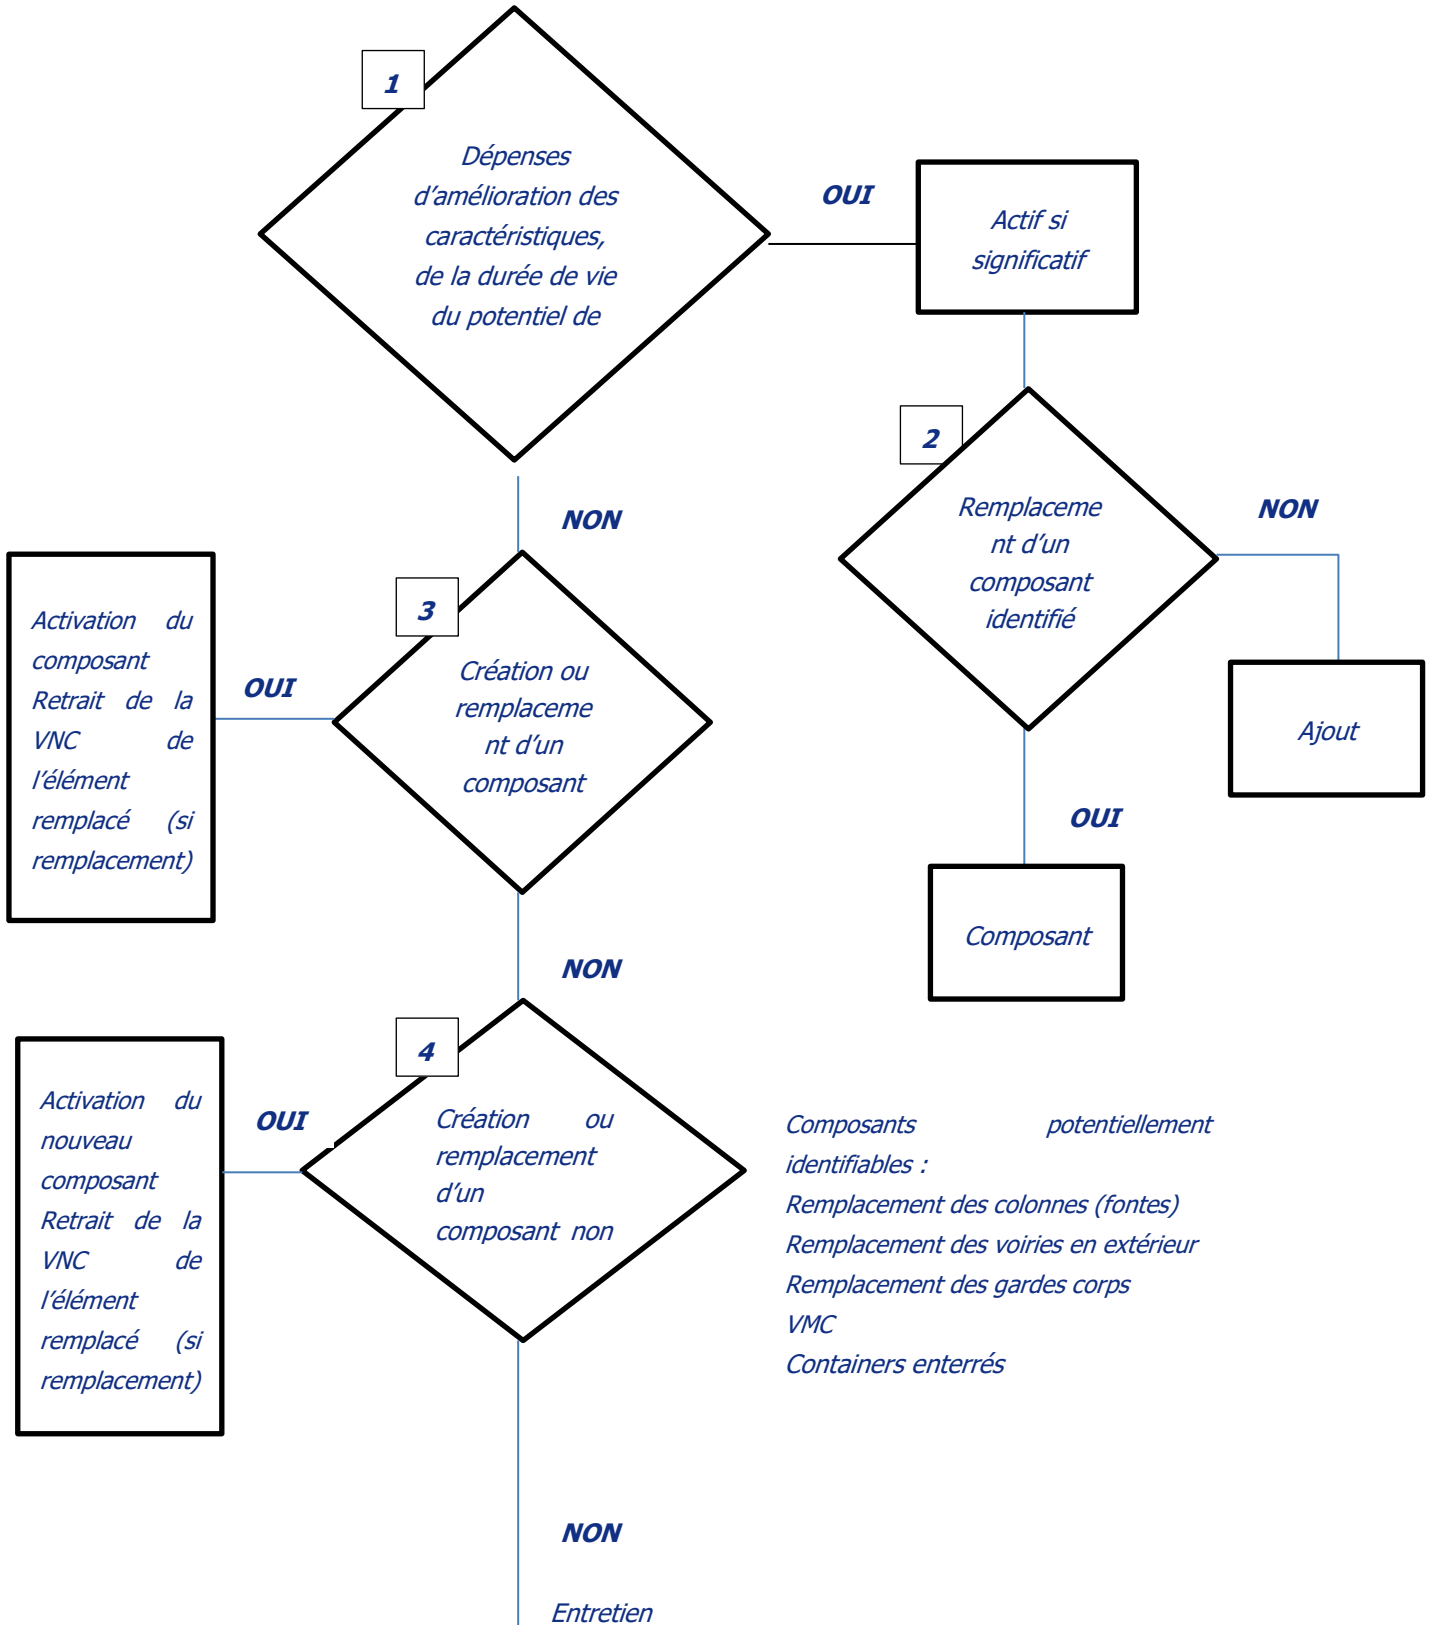 1
Dépenses
d’amélioration des
caractéristiques,
de la durée de vie
du potentiel de
OUI
Actif si
significatif
2
Remplaceme
nt d’un
composant
identifié
NON
Ajout
OUI
Composant
NON
3
Création ou
remplaceme
nt d’un
composant
OUI
Activation du
composant
Retrait de la
VNC de
l’élément
remplacé (si
remplacement)
NON
4
Création ou
remplacement
d’un
composant non
OUI
Activation du
nouveau
composant
Retrait de la
VNC de
l’élément
remplacé (si
remplacement)
Composants potentiellement
identifiables :
Remplacement des colonnes (fontes)
Remplacement des voiries en extérieur
Remplacement des gardes corps
VMC
Containers enterrés
NON
Entretien